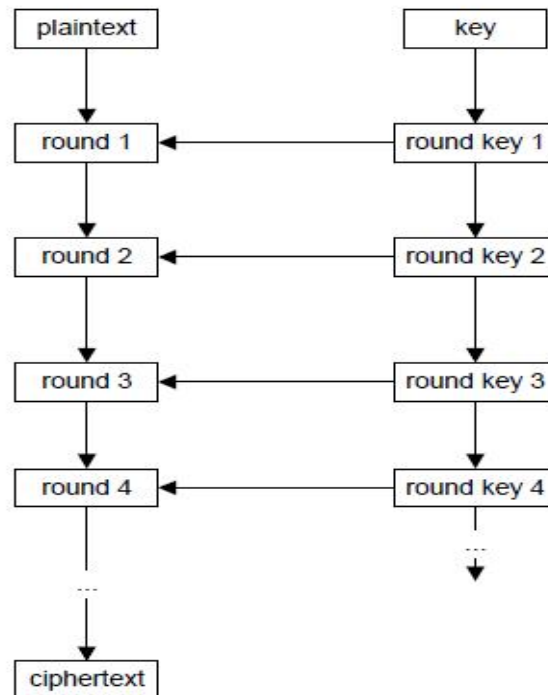 plaintext
key
round 1
round key 1
round 2
round key 2
round 3
round key 3
round 4
round key 4
...
...
ciphertext